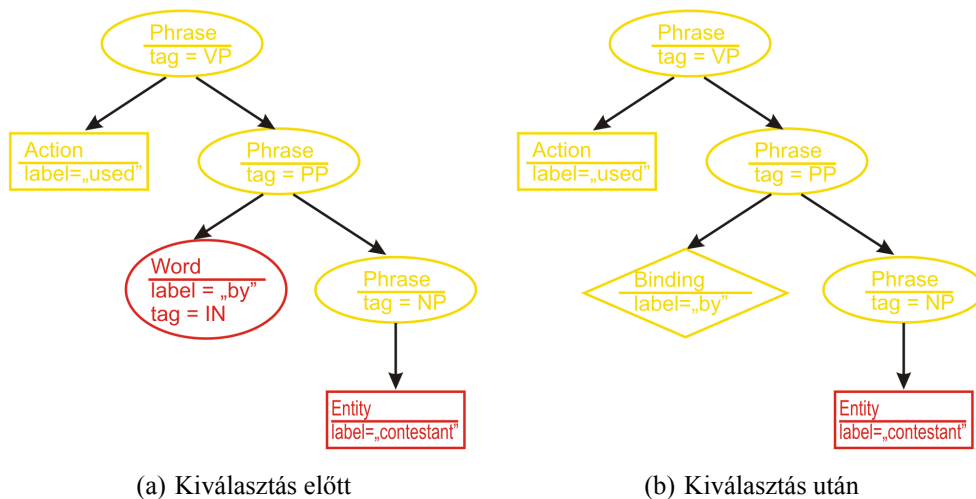 Phrase
tag = VP
Action
label=„used”
Phrase
tag = PP
Word
label = „by”
tag = IN
Phrase
tag = NP
Entity
label=„contestant”
(a) Kiválasztás előtt
Phrase
tag = VP
Action
label=„used”
Phrase
tag = PP
Binding
label=„by”
Phrase
tag = NP
Entity
label=„contestant”
(b) Kiválasztás után